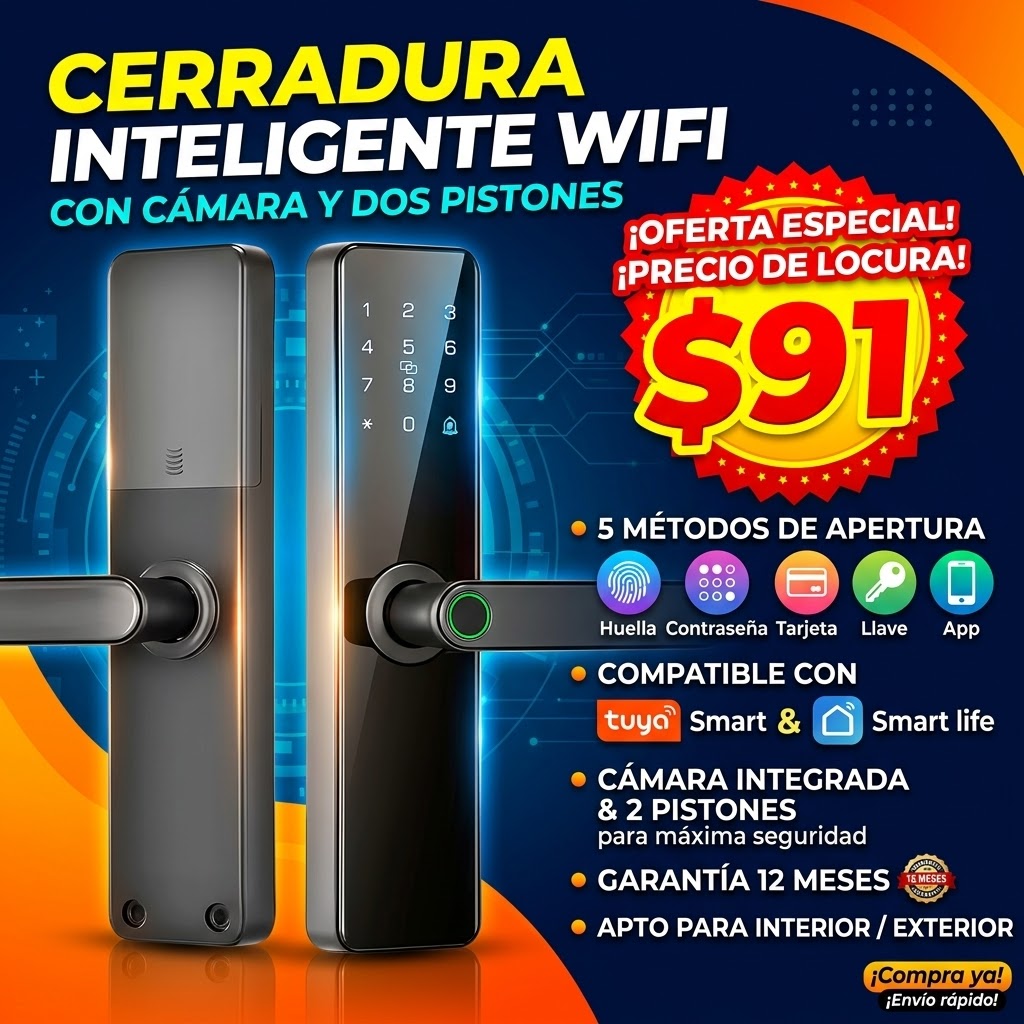 CERRADURA
INTELIGENTE WIFI
CON CÁMARA Y DOS PISTONES
¡OFERTA ESPECIAL!
¡PRECIO DE LOCURA!
$91
1 2 3
4 5 6
7 8 9
* 0
• 5 MÉTODOS DE APERTURA
Huella Contraseña Tarjeta Llave App
• COMPATIBLE CON
tuya Smart & Smart life
• CÁMARA INTEGRADA
& 2 PISTONES
para máxima seguridad
• GARANTÍA 12 MESES
18 MESES
• APTO PARA INTERIOR / EXTERIOR
¡Compra ya!
¡Envío rápido!